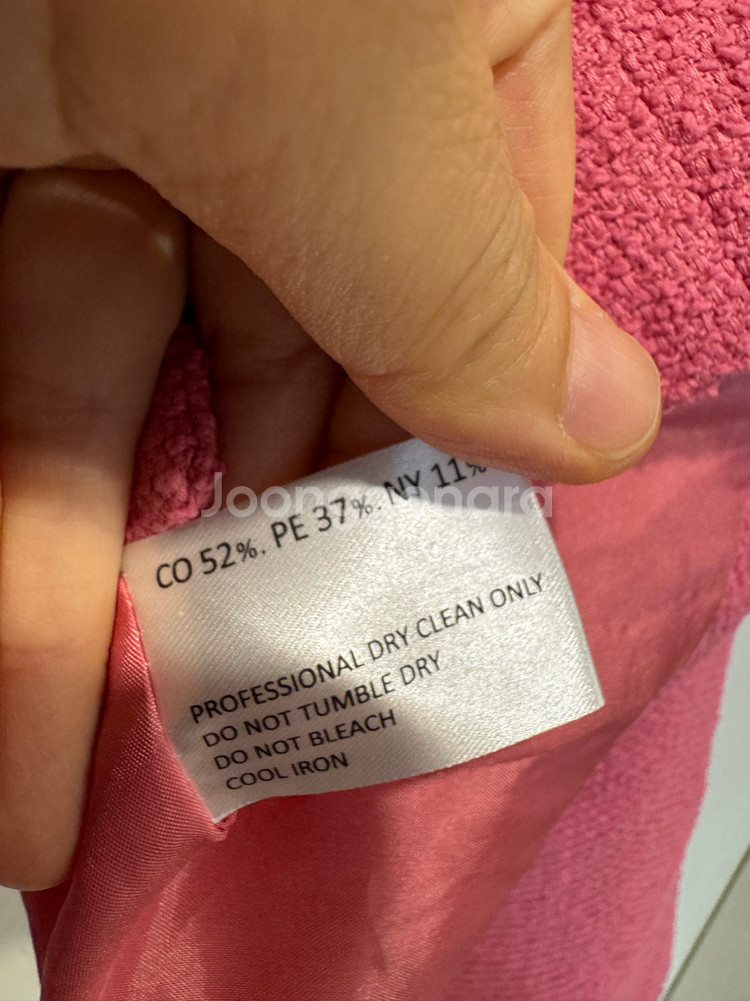 CO 52%. PE 37%. NY 11%
PROFESSIONAL DRY CLEAN ONLY
DO NOT TUMBLE DRY
DO NOT BLEACH
COOL IRON